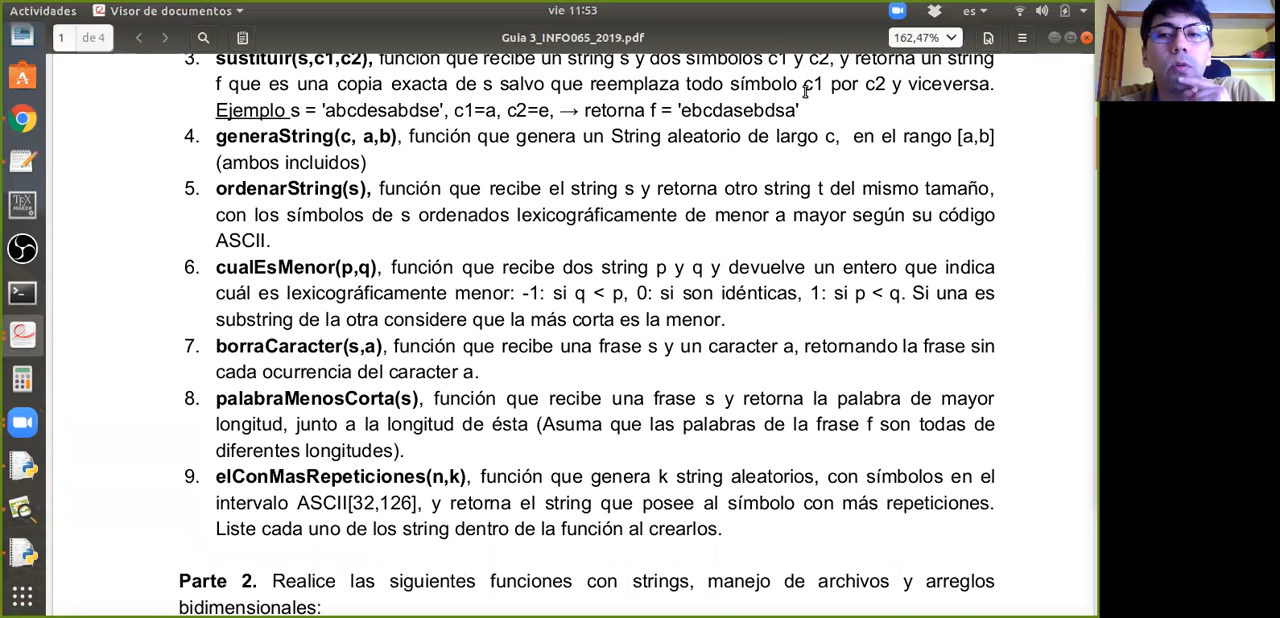 Actividades Visor de documentos vie 11:53 es
1 de 4 Guia 3_INFO065_2019.pdf 162,47%
3. sustituir(s,c1,c2), función que recibe un string s y dos símbolos c1 y c2, y retorna un string
f que es una copia exacta de s salvo que reemplaza todo símbolo c1 por c2 y viceversa.
Ejemplo s = 'abcdesabdse', c1=a, c2=e, → retorna f = 'ebcdasebdsa'
4. generaString(c, a,b), función que genera un String aleatorio de largo c, en el rango [a,b]
(ambos incluidos)
5. ordenarString(s), función que recibe el string s y retorna otro string t del mismo tamaño,
con los símbolos de s ordenados lexicográficamente de menor a mayor según su código
ASCII.
6. cualEsMenor(p,q), función que recibe dos string p y q y devuelve un entero que indica
cuál es lexicográficamente menor: -1: si q < p, 0: si son idénticas, 1: si p < q. Si una es
substring de la otra considere que la más corta es la menor.
7. borraCaracter(s,a), función que recibe una frase s y un caracter a, retornando la frase sin
cada ocurrencia del caracter a.
8. palabraMenosCorta(s), función que recibe una frase s y retorna la palabra de mayor
longitud, junto a la longitud de ésta (Asuma que las palabras de la frase f son todas de
diferentes longitudes).
9. elConMasRepeticiones(n,k), función que genera k string aleatorios, con símbolos en el
intervalo ASCII[32,126], y retorna el string que posee al símbolo con más repeticiones.
Liste cada uno de los string dentro de la función al crearlos.
Parte 2. Realice las siguientes funciones con strings, manejo de archivos y arreglos
bidimensionales: